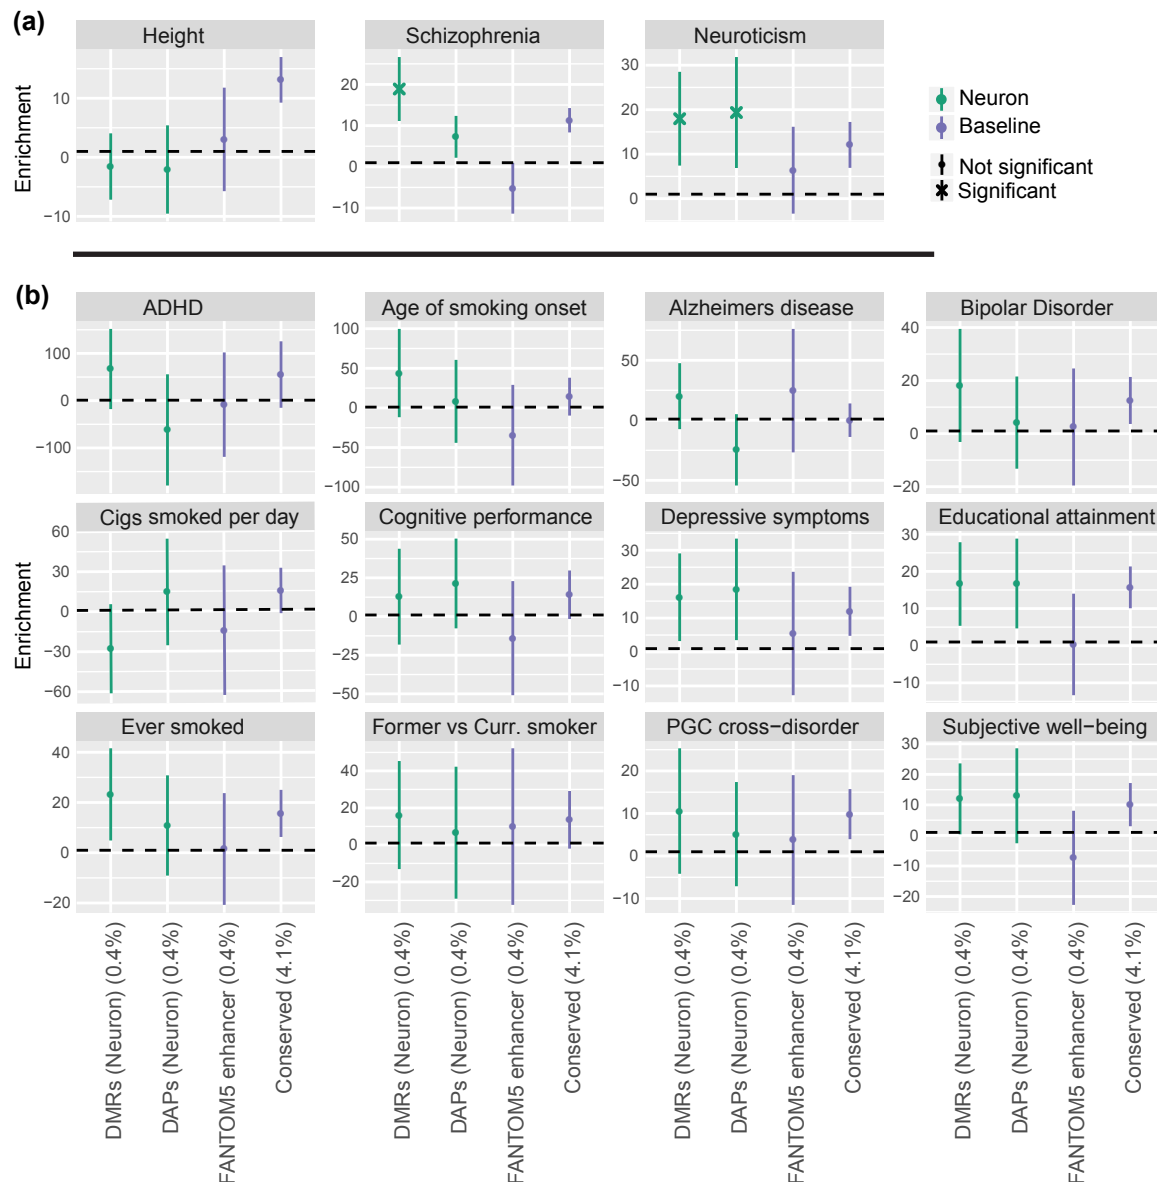 (a)
Height
Schizophrenia
Neuroticism
Enrichment
10
0
−10
20
10
0
−10
30
20
10
0
Neuron
Baseline
Not significant
Significant
(b)
ADHD
Age of smoking onset
Alzheimers disease
Bipolar Disorder
100
0
−100
100
50
25
0
−50
−100
50
0
−50
40
20
0
−20
Cigs smoked per day
Cognitive performance
Depressive symptoms
Educational attainment
Enrichment
60
30
0
−30
−60
50
25
0
−25
−50
30
20
10
0
−10
30
20
10
0
−10
Ever smoked
Former vs Curr. smoker
PGC cross−disorder
Subjective well−being
40
20
0
−20
40
20
0
−20
20
10
0
−10
30
20
10
0
−10
−20
DMRs (Neuron) (0.4%)
DAPs (Neuron) (0.4%)
FANTOM5 enhancer (0.4%)
Conserved (4.1%)
DMRs (Neuron) (0.4%)
DAPs (Neuron) (0.4%)
FANTOM5 enhancer (0.4%)
Conserved (4.1%)
DMRs (Neuron) (0.4%)
DAPs (Neuron) (0.4%)
FANTOM5 enhancer (0.4%)
Conserved (4.1%)
DMRs (Neuron) (0.4%)
DAPs (Neuron) (0.4%)
FANTOM5 enhancer (0.4%)
Conserved (4.1%)